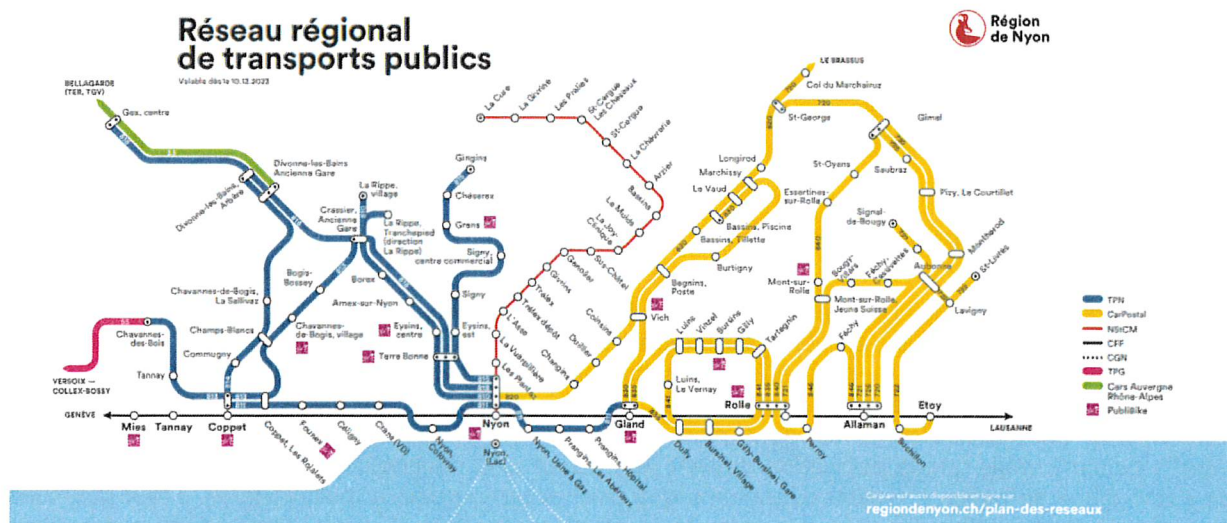 Réseau régional
de transports publics
Valable dès le 10.12.2023
Région
de Nyon
BELLAGARDE
(TER, TGV)
Gex, centre
Divonne-les-Bains
Ancienne Gare
Divonne-les-Bains,
Arbère
La Rippe,
village
Crassier,
Ancienne
Gare
La Rippe,
Tranchepied
(direction
La Rippe)
Gingins
Chéserex
Grens
Signy,
centre commercial
Signy
Eysins,
est
Borex
Arnex-sur-Nyon
Eysins,
centre
Terre Bonne
Bogis-
Bossey
Chavannes-de-Bogis,
La Sellivaz
Champs-Blancs
Chavannes-
de-Bogis, village
Commugny
Chavannes-
des-Bois
Tannay
VERSOIX —
COLLEX-BOSSY
La Cure
La Givrine
Les Pralies
St-Cergue
Les Cheseaux
St-Cergue
La Chèvrerie
Arzier
Bassins
Le Muids
La Joy-
Clinique
Sus-Châtel
Genolier
Givrins
Trélex
Trélex dépôt
L'Asse
La Vuarpillière
Les Plantaz
LE BRASSUS
Col du Marchairuz
St-George
Gimel
Longirod
Marchissy
Le Vaud
Bassins, Piscine
Bassins, Tillette
Burtigny
Begnins,
Poste
Vich
Coinsins
Duillier
Changins
St-Oyens
Saubraz
Essertines-
sur-Rolle
Pizy, Le Courtillet
Signal-
de-Bougy
Montherod
St-Livres
Aubonne
Lavigny
Bougy-
Villars
Féchy-
Mont-sur-
Rolle
Mont-sur-Rolle,
Jeune Suisse
Féchy
Luins
Vinzel
Bursins
Gilly
Tartegnin
Luins,
Le Vernay
GENÈVE
Mies
Tannay
Coppet
Nyon
Gland
Rolle
Allaman
Etoy
LAUSANNE
Coppet, Les Rojalets
Founex
Céligny
Crans (VD)
Nyon,
Colovray
Nyon
(Lac)
Nyon, Usine à Gaz
Prangins, Les Abériaux
Prangins, Hôpital
Dully
Bursinel, Village
Gilly-Bursinel, Gare
Perroy
Buchillon
TPN
CarPostal
NStCM
CFF
CGN
TPG
Cars Auvergne
Rhône-Alpes
PubliBike
Ce plan est aussi disponible en ligne sur
regiondenyon.ch/plan-des-reseaux